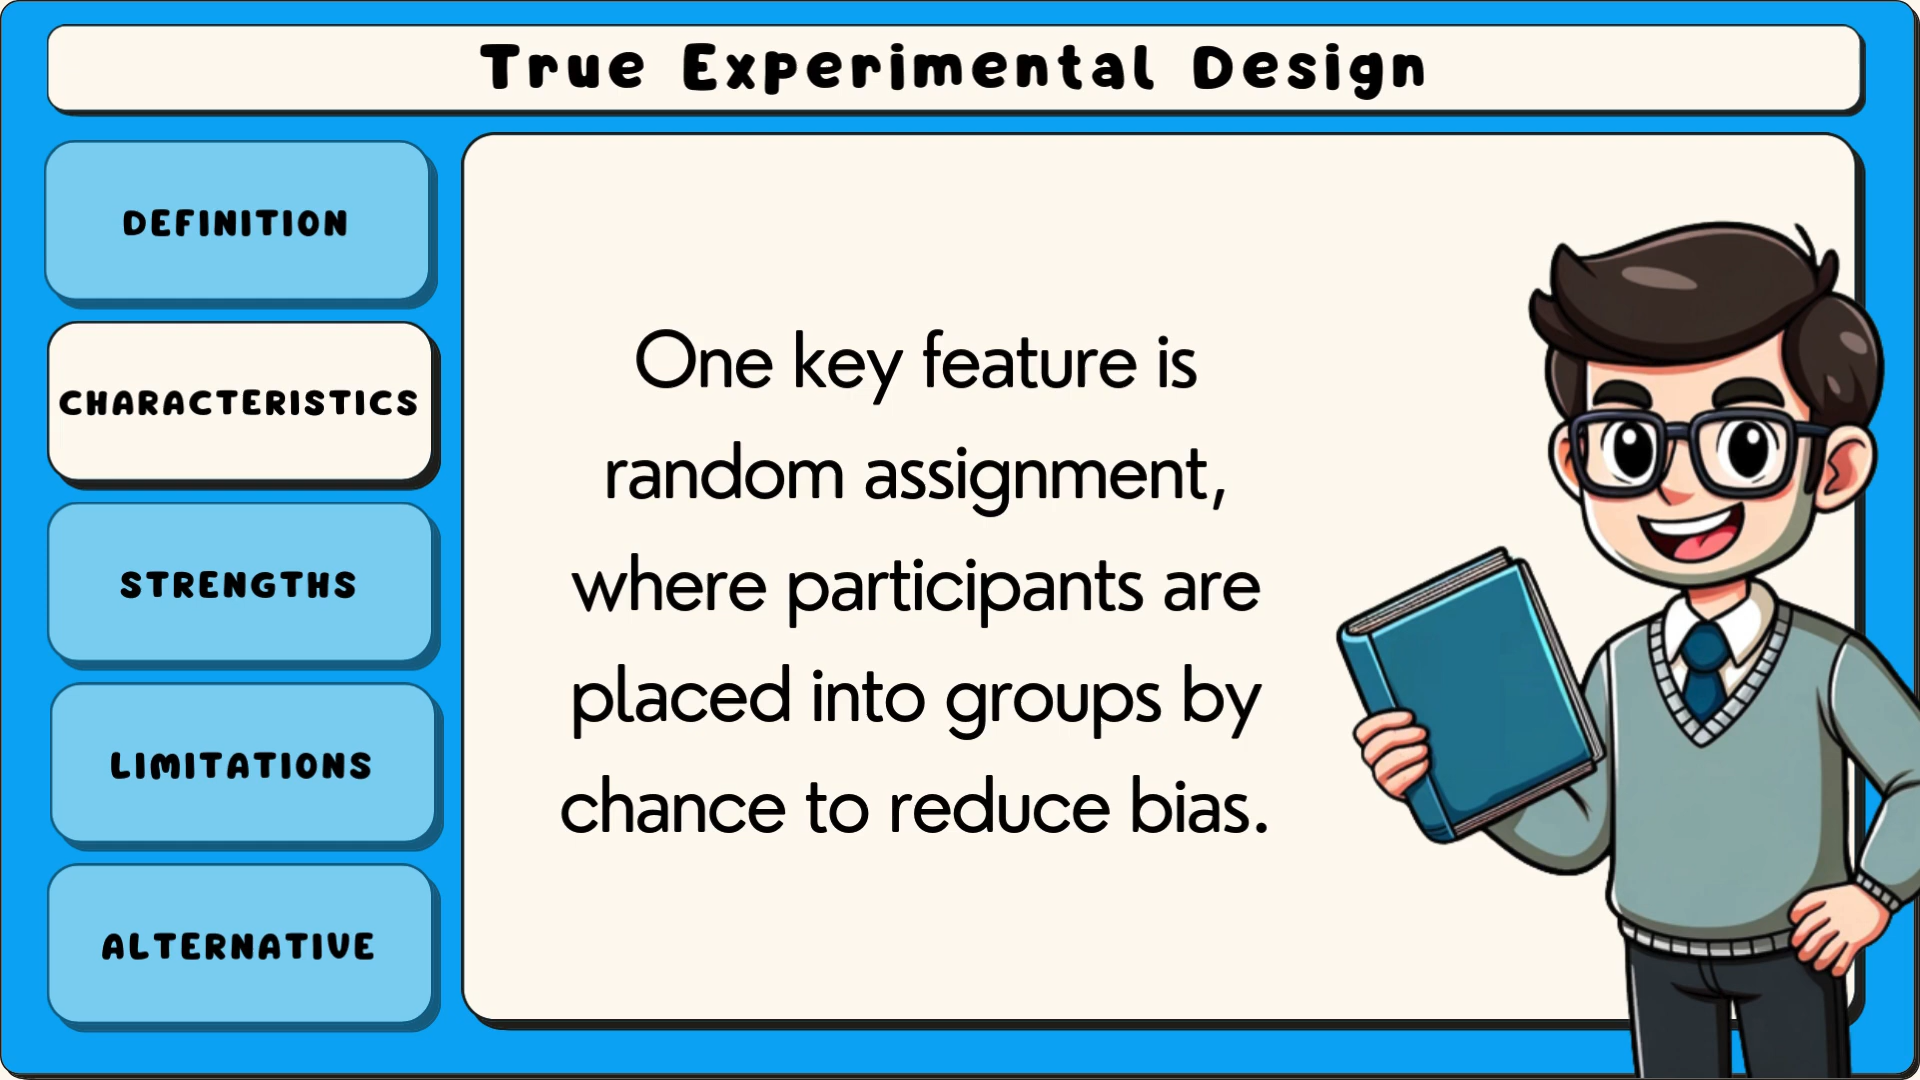 True Experimental Design
DEFINITION
CHARACTERISTICS
STRENGTHS
LIMITATIONS
ALTERNATIVE
One key feature is
random assignment,
where participants are
placed into groups by
chance to reduce bias.